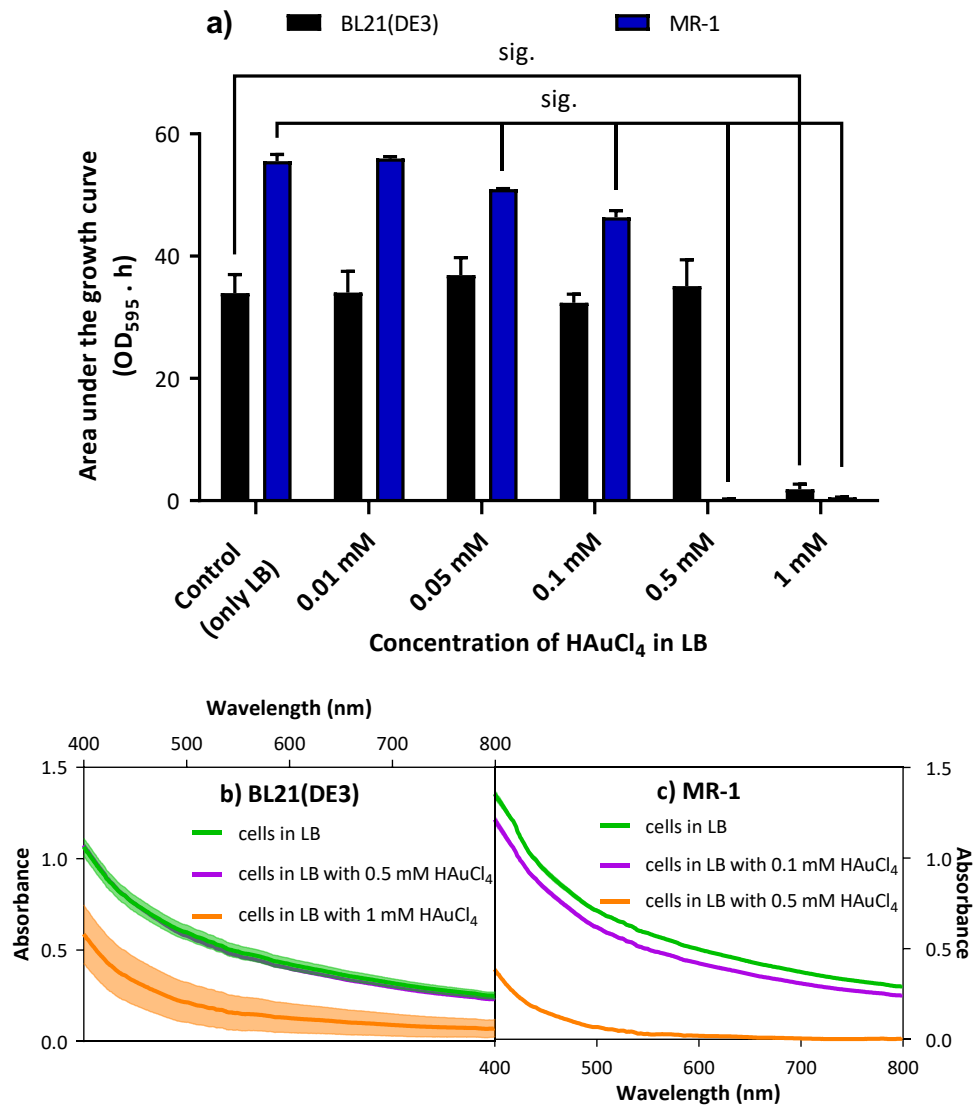 a)
BL21(DE3)
MR-1
sig.
sig.
Area under the growth curve
(OD₅₉₅ · h)
60
40
20
0
Control
(only LB)
0.01 mM
0.05 mM
0.1 mM
0.5 mM
1 mM
Concentration of HAuCl₄ in LB
Wavelength (nm)
400
500
600
700
800
1.5
1.0
0.5
0.0
Absorbance
b) BL21(DE3)
cells in LB
cells in LB with 0.5 mM HAuCl₄
cells in LB with 1 mM HAuCl₄
c) MR-1
cells in LB
cells in LB with 0.1 mM HAuCl₄
cells in LB with 0.5 mM HAuCl₄
1.5
1.0
0.5
0.0
Absorbance
400
500
600
700
800
Wavelength (nm)